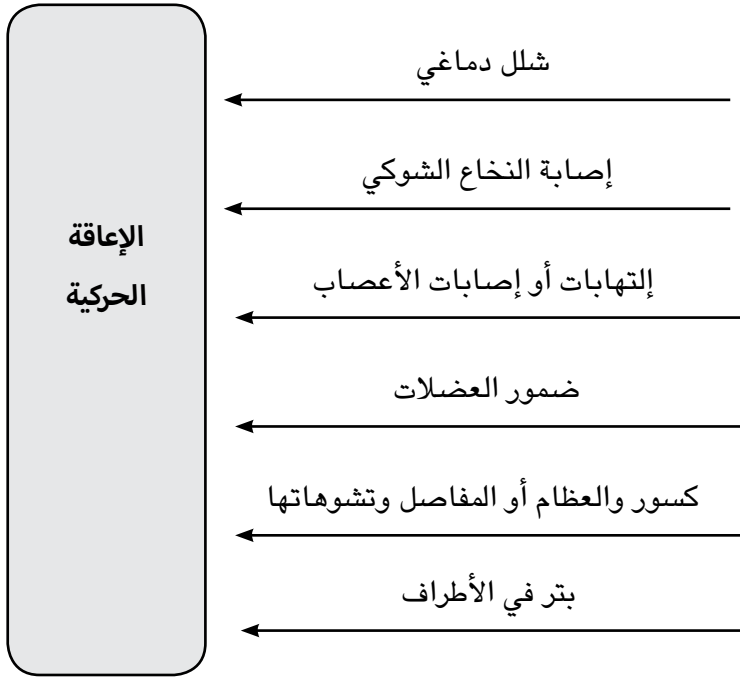 شلل دماغي
إصابة النخاع الشوكي
إلتهابات أو إصابات الأعصاب
ضمور العضلات
كسور والعظام أو المفاصل وتشوهاتها
بتر في الأطراف
الإعاقة
الحركية